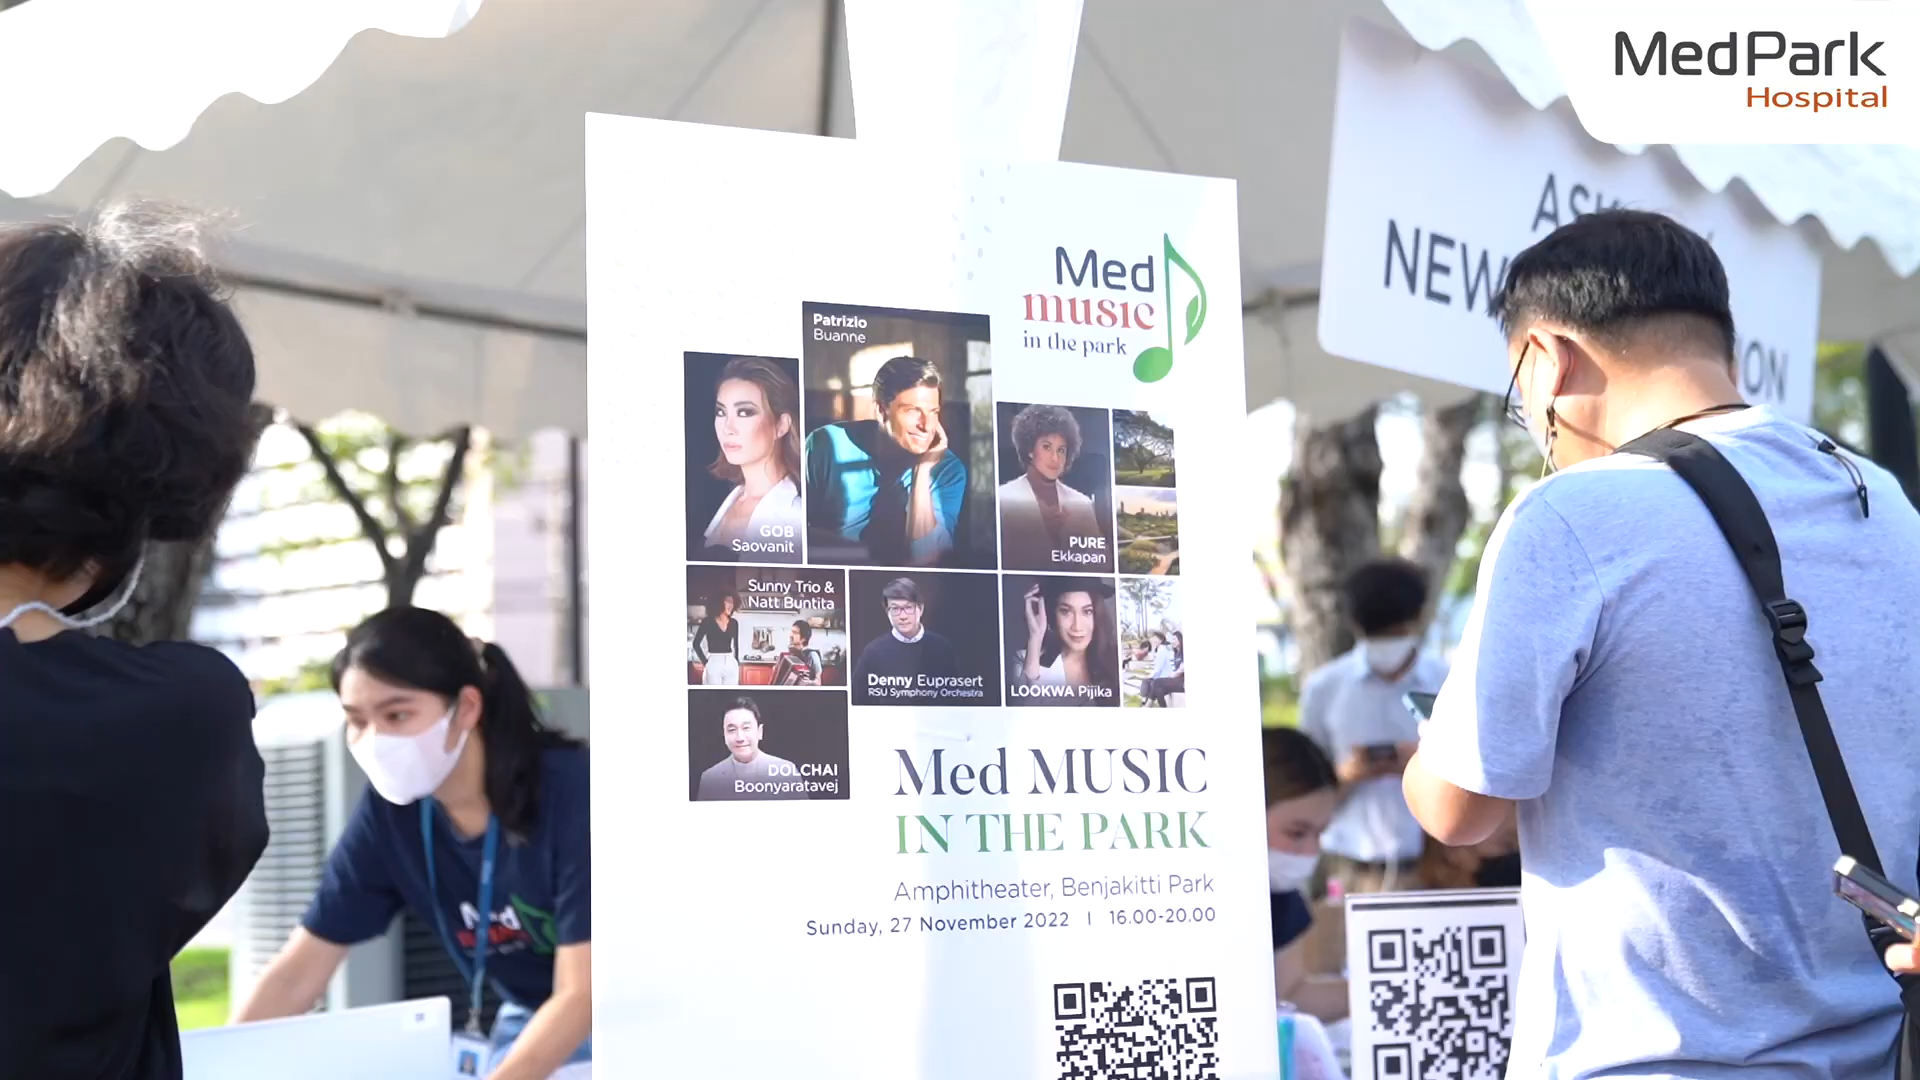 MedPark
Hospital
NEW
ION
Med
music
in the park
Patrizio
Buanne
GOB
Saovanit
PURE
Ekkapan
Sunny Trio &
Natt Buntita
Denny Euprasert
RSU Symphony Orchestra
LOOKWA Pijika
DOLCHAI
Boonyaratavej
Med MUSIC
IN THE PARK
Amphitheater, Benjakitti Park
Sunday, 27 November 2022 | 16.00-20.00